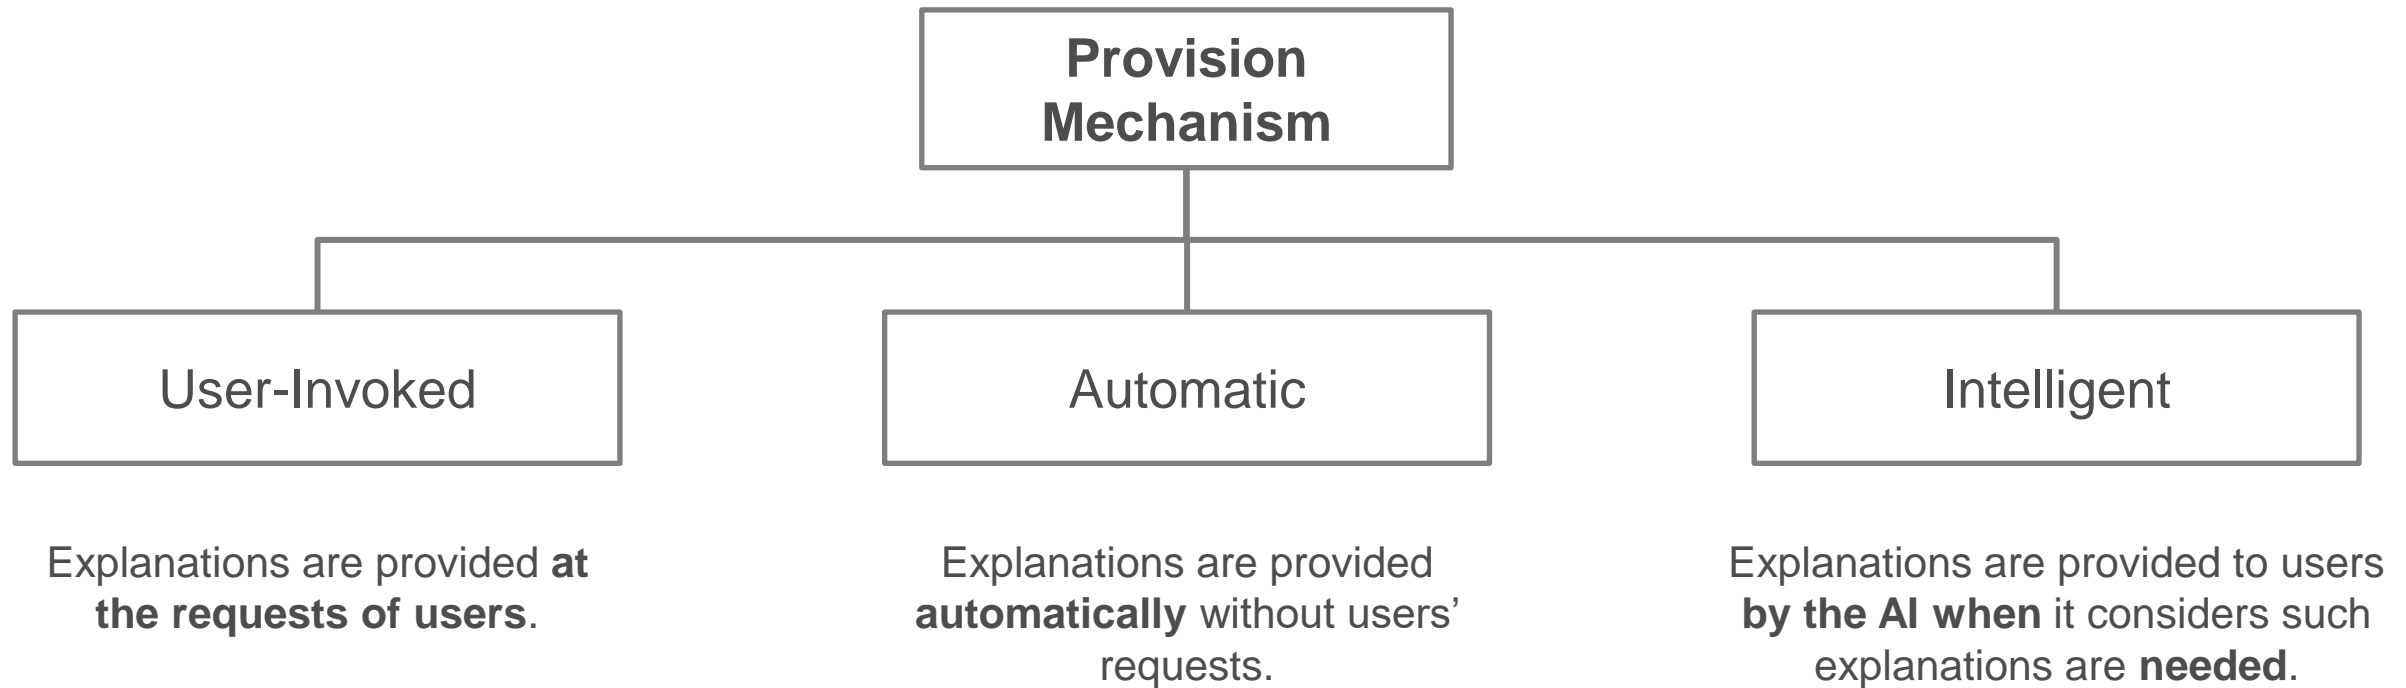 Provision
Mechanism
User-Invoked
Automatic
Intelligent
Explanations are provided at
the requests of users.
Explanations are provided
automatically without users’
requests.
Explanations are provided to users
by the AI when it considers such
explanations are needed.